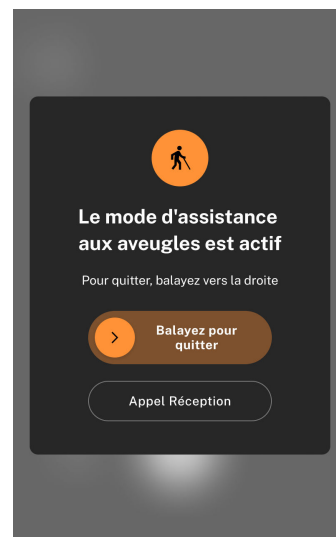 Le mode d'assistance
aux aveugles est actif
Pour quitter, balayez vers la droite
Balayez pour
quitter
Appel Réception